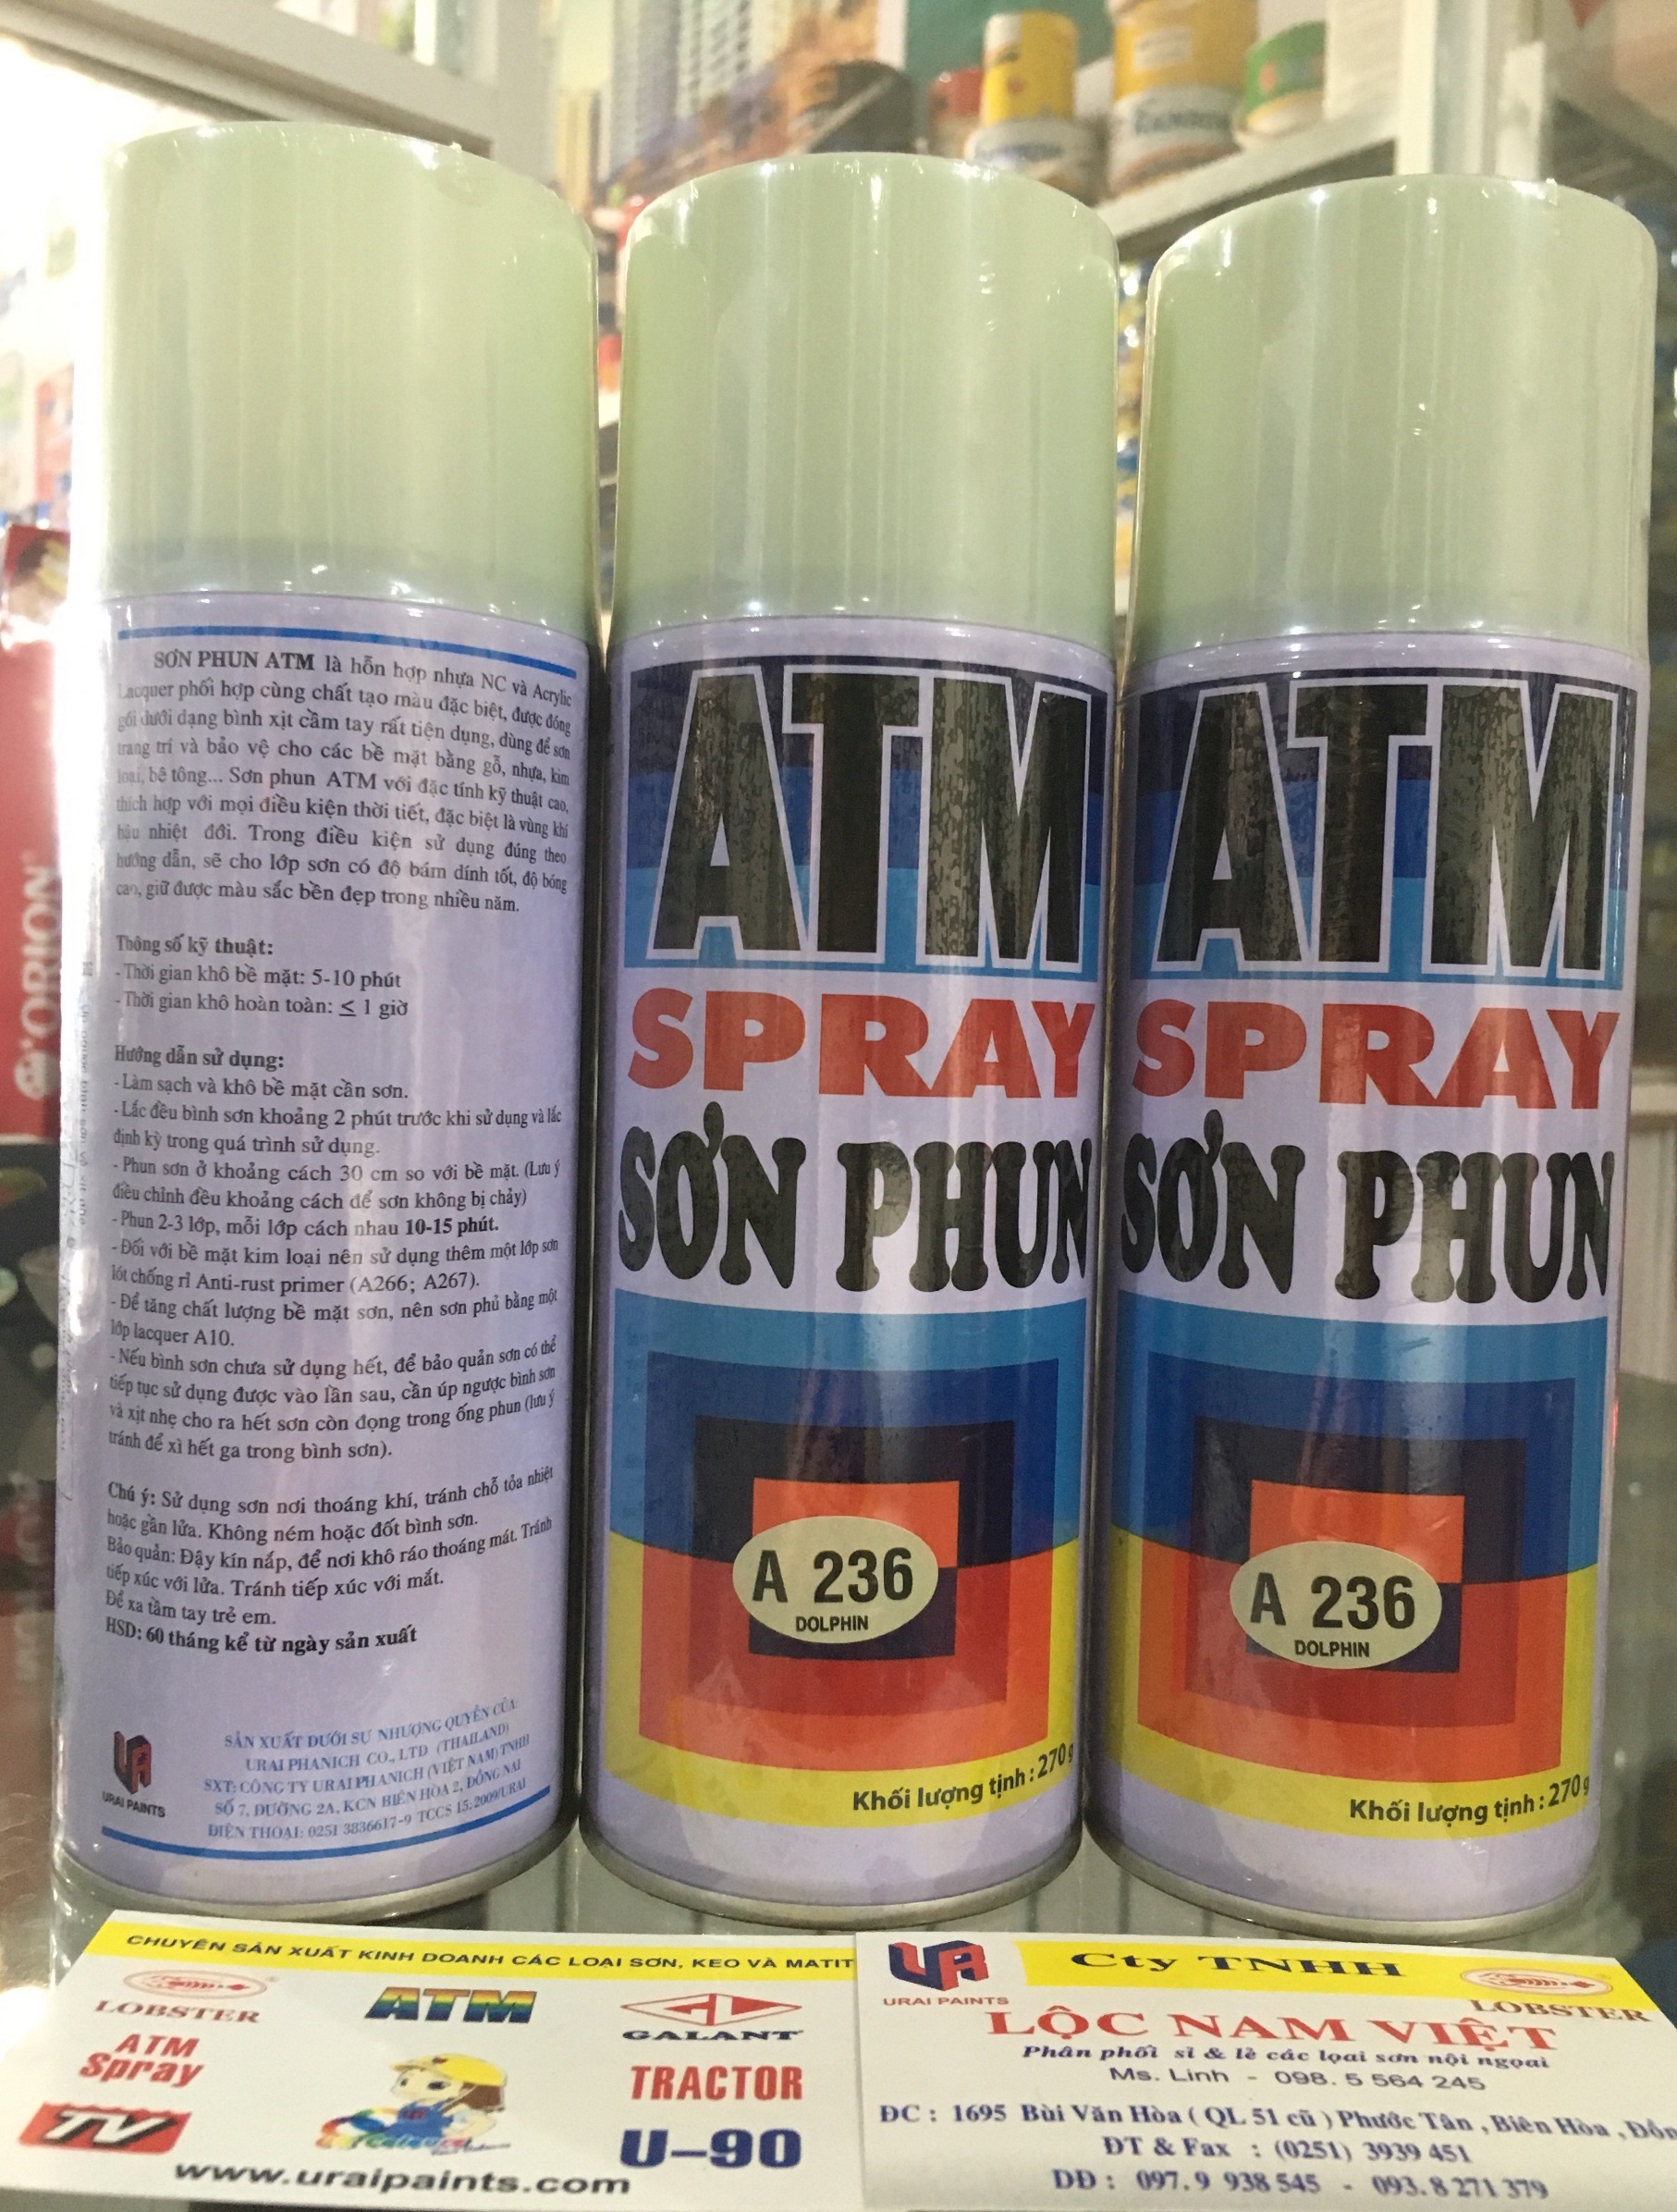 SƠN PHUN ATM là hỗn hợp nhựa NC và Acrylic
Lacquer phối hợp cùng chất tạo màu đặc biệt, được đóng
gói dưới dạng bình xịt cầm tay rất tiện dụng, dùng để sơn
trang trí và bảo vệ cho các bề mặt bằng gỗ, nhựa, kim
loại, bê tông... Sơn phun ATM với đặc tính kỹ thuật cao,
thích hợp với mọi điều kiện thời tiết, đặc biệt là vùng khí
hậu nhiệt đới. Trong điều kiện sử dụng đúng theo
hướng dẫn, sẽ cho lớp sơn có độ bám dính tốt, độ bóng
cao, giữ được màu sắc bền đẹp trong nhiều năm.
Thông số kỹ thuật:
- Thời gian khô bề mặt: 5-10 phút
- Thời gian khô hoàn toàn: ≤ 1 giờ
Hướng dẫn sử dụng:
- Làm sạch và khô bề mặt cần sơn.
- Lắc đều bình sơn khoảng 2 phút trước khi sử dụng và lắc
định kỳ trong quá trình sử dụng.
- Phun sơn ở khoảng cách 30 cm so với bề mặt. (Lưu ý
điều chỉnh đều khoảng cách để sơn không bị chảy)
- Phun 2-3 lớp, mỗi lớp cách nhau 10-15 phút.
- Đối với bề mặt kim loại nên sử dụng thêm một lớp sơn
lót chống rỉ Anti-rust primer (A266; A267).
- Để tăng chất lượng bề mặt sơn, nên sơn phủ bằng một
lớp lacquer A10.
- Nếu bình sơn chưa sử dụng hết, để bảo quản sơn có thể
tiếp tục sử dụng được vào lần sau, cần úp ngược bình sơn
và xịt nhẹ cho ra hết sơn còn đọng trong ống phun (lưu ý
tránh để xì hết ga trong bình sơn).
Chú ý: Sử dụng sơn nơi thoáng khí, tránh chỗ tỏa nhiệt
hoặc gần lửa. Không ném hoặc đốt bình sơn.
Bảo quản: Đậy kín nắp, để nơi khô ráo thoáng mát. Tránh
tiếp xúc với lửa. Tránh tiếp xúc với mắt.
Để xa tầm tay trẻ em.
HSD: 60 tháng kể từ ngày sản xuất
UR
URAI PAINTS
SẢN XUẤT DƯỚI SỰ NHƯỢNG QUYỀN CỦA:
URAI PHANICH CO., LTD (THAILAND)
SXT: CÔNG TY URAI PHANICH (VIỆT NAM) TNHH
SỐ 7, ĐƯỜNG 2A, KCN BIÊN HÒA 2, ĐỒNG NAI
ĐIỆN THOẠI: 0251 3836617-9 TCCS 15:2009/URAI
ATM
SPRAY
SƠN PHUN
A 236
DOLPHIN
Khối lượng tịnh : 270g
ATM
SPRAY
SƠN PHUN
A 236
DOLPHIN
Khối lượng tịnh : 270g
ORION
CHUYÊN SẢN XUẤT KINH DOANH CÁC LOẠI SƠN, KEO VÀ MATIT
LOBSTER
ATM
GALANT
ATM
Spray
TRACTOR
TV
U-90
www.uraipaints.com
UR
URAI PAINTS
Cty TNHH
LOBSTER
LỘC NAM VIỆT
Phân phối sỉ & lẻ các lọai sơn nội ngọai
Ms. Linh - 098. 5 564 245
ĐC : 1695 Bùi Văn Hòa ( QL 51 cũ ) Phước Tân , Biên Hòa ,
ĐT & Fax : (0251) 3939 451
DĐ : 097. 9 938 545 - 093. 8 271 379